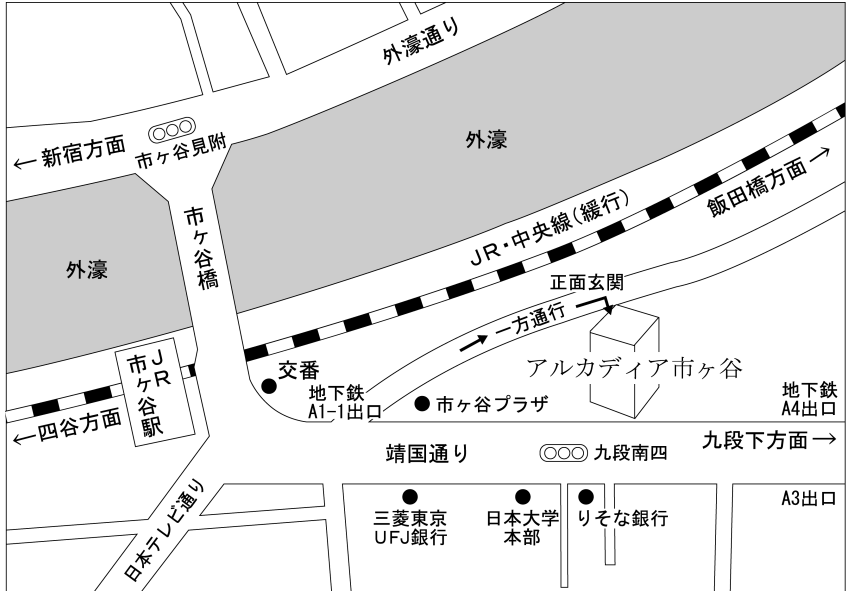 外濠通り
外濠
←新宿方面
市ヶ谷見附
市ヶ谷橋
外濠
JR・中央線(緩行)
飯田橋方面→
正面玄関
一方通行
アルカディア市ヶ谷
JR
市ヶ谷駅
交番
地下鉄
A1-1出口
市ヶ谷プラザ
地下鉄
A4出口
←四谷方面
靖国通り
九段南四
九段下方面→
日本テレビ通り
三菱東京
UFJ銀行
日本大学
本部
りそな銀行
A3出口